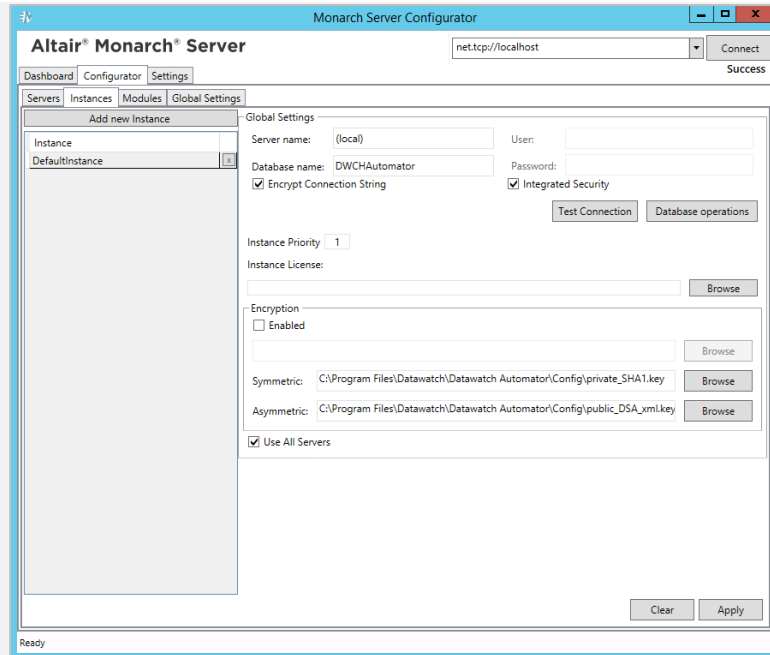 Monarch Server Configurator
Altair® Monarch® Server
net.tcp://localhost
Connect
Success
Dashboard Configurator Settings
Servers Instances Modules Global Settings
Add new Instance
Instance
DefaultInstance x
Global Settings
Server name: (local) User:
Database name: DWCHAutomator Password:
Encrypt Connection String Integrated Security
Test Connection Database operations
Instance Priority 1
Instance License:
Browse
Encryption
Enabled
Browse
Symmetric: C:\Program Files\Datawatch\Datawatch Automator\Config\private_SHA1.key Browse
Asymmetric: C:\Program Files\Datawatch\Datawatch Automator\Config\public_DSA_xml.key Browse
Use All Servers
Clear Apply
Ready